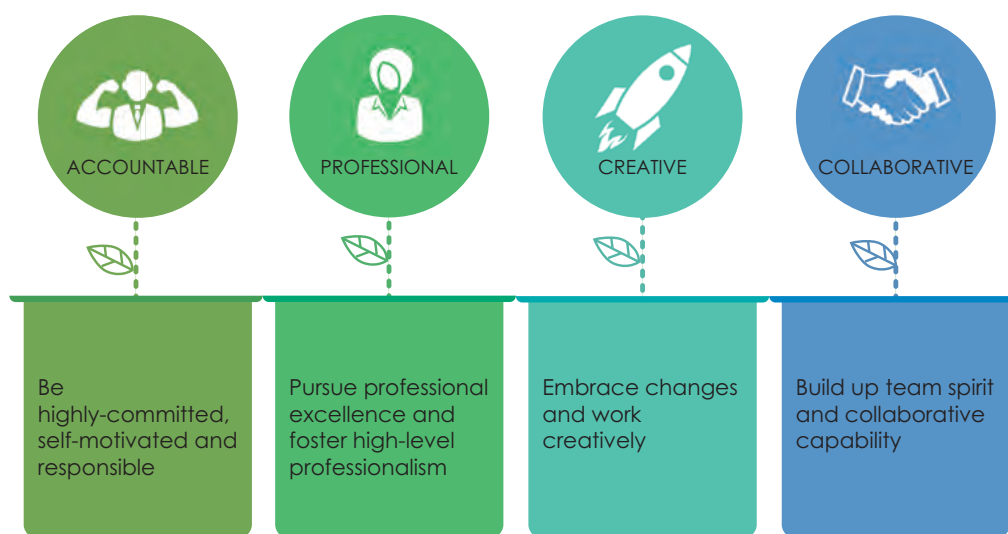 ACCOUNTABLE
PROFESSIONAL
CREATIVE
COLLABORATIVE
Be
highly-committed,
self-motivated and
responsible
Pursue professional
excellence and
foster high-level
professionalism
Embrace changes
and work
creatively
Build up team spirit
and collaborative
capability